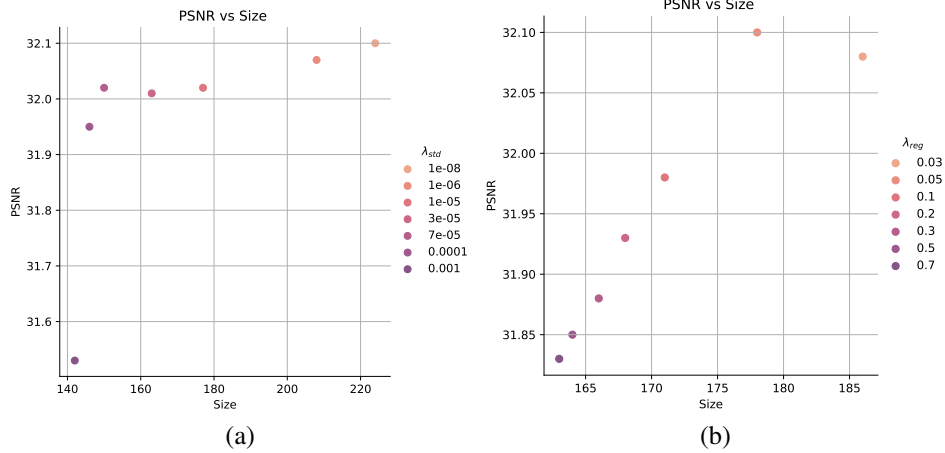 PSNR vs Size
32.1
32.0
31.9
31.8
31.7
31.6
PSNR
140 160 180 200 220
Size
λstd
1e-08
1e-06
1e-05
3e-05
7e-05
0.0001
0.001
(a)
PSNR vs Size
32.10
32.05
32.00
31.95
31.90
31.85
PSNR
165 170 175 180 185
Size
λreg
0.03
0.05
0.1
0.2
0.3
0.5
0.7
(b)